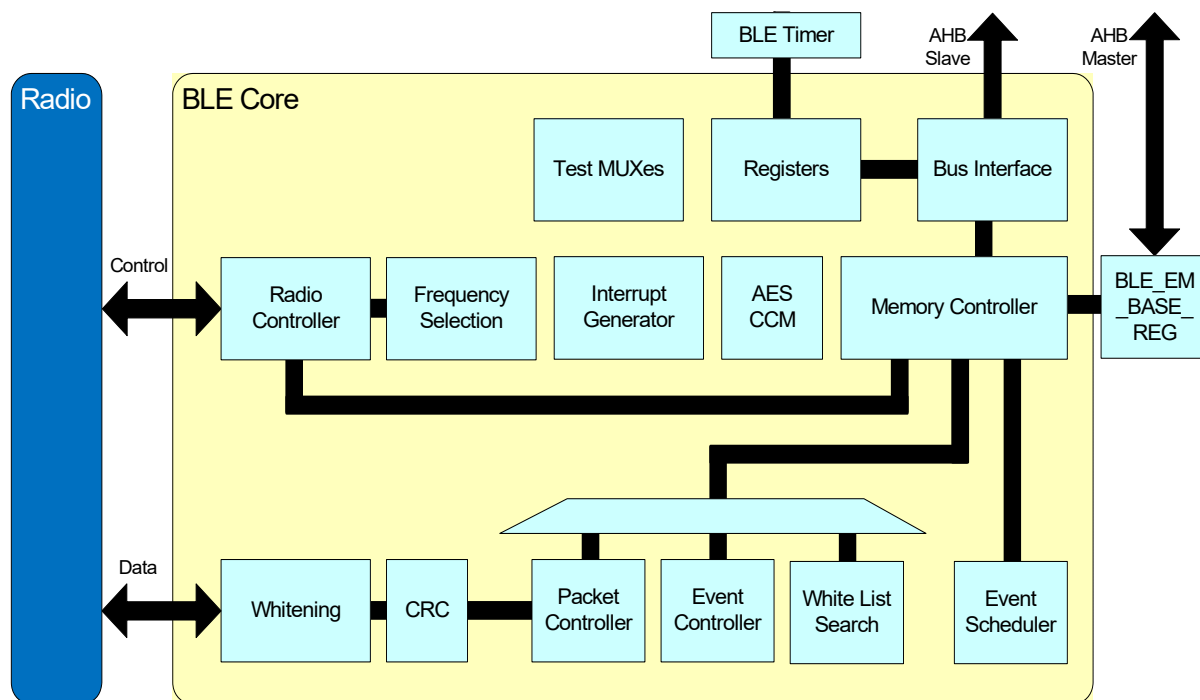 BLE Timer
AHB
Slave
AHB
Master
Radio
BLE Core
Test MUXes
Registers
Bus Interface
Control
Radio
Controller
Frequency
Selection
Interrupt
Generator
AES
CCM
Memory Controller
BLE_EM
_BASE_
REG
Data
Whitening
CRC
Packet
Controller
Event
Controller
White List
Search
Event
Scheduler